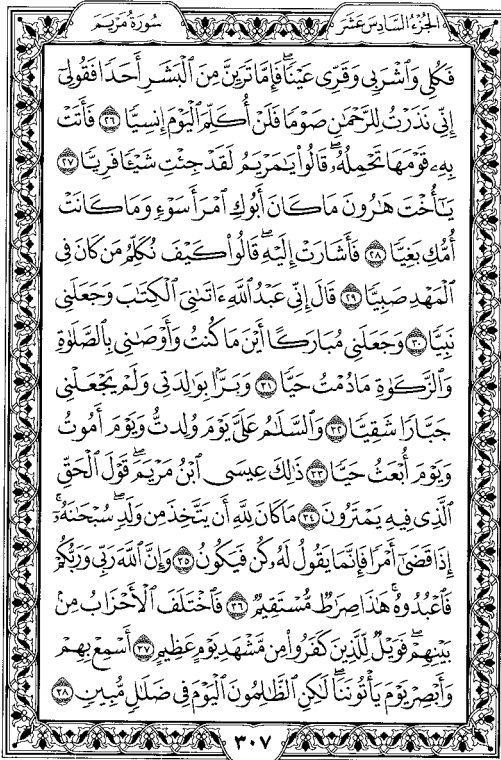 الجزء السادس عشر
سورة مريم
فَكُلِي وَاشْرَبِي وَقَرِّي عَيْنًا ۖ فَإِمَّا تَرَيِنَّ مِنَ الْبَشَرِ أَحَدًا فَقُولِي
إِنِّي نَذَرْتُ لِلرَّحْمَٰنِ صَوْمًا فَلَنْ أُكَلِّمَ الْيَوْمَ إِنسِيًّا ٢٦ فَأَتَتْ
بِهِ قَوْمَهَا تَحْمِلُهُ ۖ قَالُوا يَا مَرْيَمُ لَقَدْ جِئْتِ شَيْئًا فَرِيًّا ٢٧
يَا أُخْتَ هَارُونَ مَا كَانَ أَبُوكِ امْرَأَ سَوْءٍ وَمَا كَانَتْ
أُمُّكِ بَغِيًّا ٢٨ فَأَشَارَتْ إِلَيْهِ ۖ قَالُوا كَيْفَ نُكَلِّمُ مَن كَانَ فِي
الْمَهْدِ صَبِيًّا ٢٩ قَالَ إِنِّي عَبْدُ اللَّهِ آتَانِيَ الْكِتَابَ وَجَعَلَنِي
نَبِيًّا ٣٠ وَجَعَلَنِي مُبَارَكًا أَيْنَ مَا كُنتُ وَأَوْصَانِي بِالصَّلَاةِ
وَالزَّكَاةِ مَا دُمْتُ حَيًّا ٣١ وَبَرًّا بِوَالِدَتِي وَلَمْ يَجْعَلْنِي
جَبَّارًا شَقِيًّا ٣٢ وَالسَّلَامُ عَلَيَّ يَوْمَ وُلِدتُّ وَيَوْمَ أَمُوتُ
وَيَوْمَ أُبْعَثُ حَيًّا ٣٣ ذَٰلِكَ عِيسَى ابْنُ مَرْيَمَ ۚ قَوْلَ الْحَقِّ
الَّذِي فِيهِ يَمْتَرُونَ ٣٤ مَا كَانَ لِلَّهِ أَن يَتَّخِذَ مِن وَلَدٍ ۖ سُبْحَانَهُ ۚ
إِذَا قَضَىٰ أَمْرًا فَإِنَّمَا يَقُولُ لَهُ كُن فَيَكُونُ ٣٥ وَإِنَّ اللَّهَ رَبِّي وَرَبُّكُمْ
فَاعْبُدُوهُ ۚ هَٰذَا صِرَاطٌ مُّسْتَقِيمٌ ٣٦ فَاخْتَلَفَ الْأَحْزَابُ مِن
بَيْنِهِمْ ۖ فَوَيْلٌ لِّلَّذِينَ كَفَرُوا مِن مَّشْهَدِ يَوْمٍ عَظِيمٍ ٣٧ أَسْمِعْ بِهِمْ
وَأَبْصِرْ يَوْمَ يَأْتُونَنَا ۖ لَٰكِنِ الظَّالِمُونَ الْيَوْمَ فِي ضَلَالٍ مُّبِينٍ ٣٨
٣٠٧